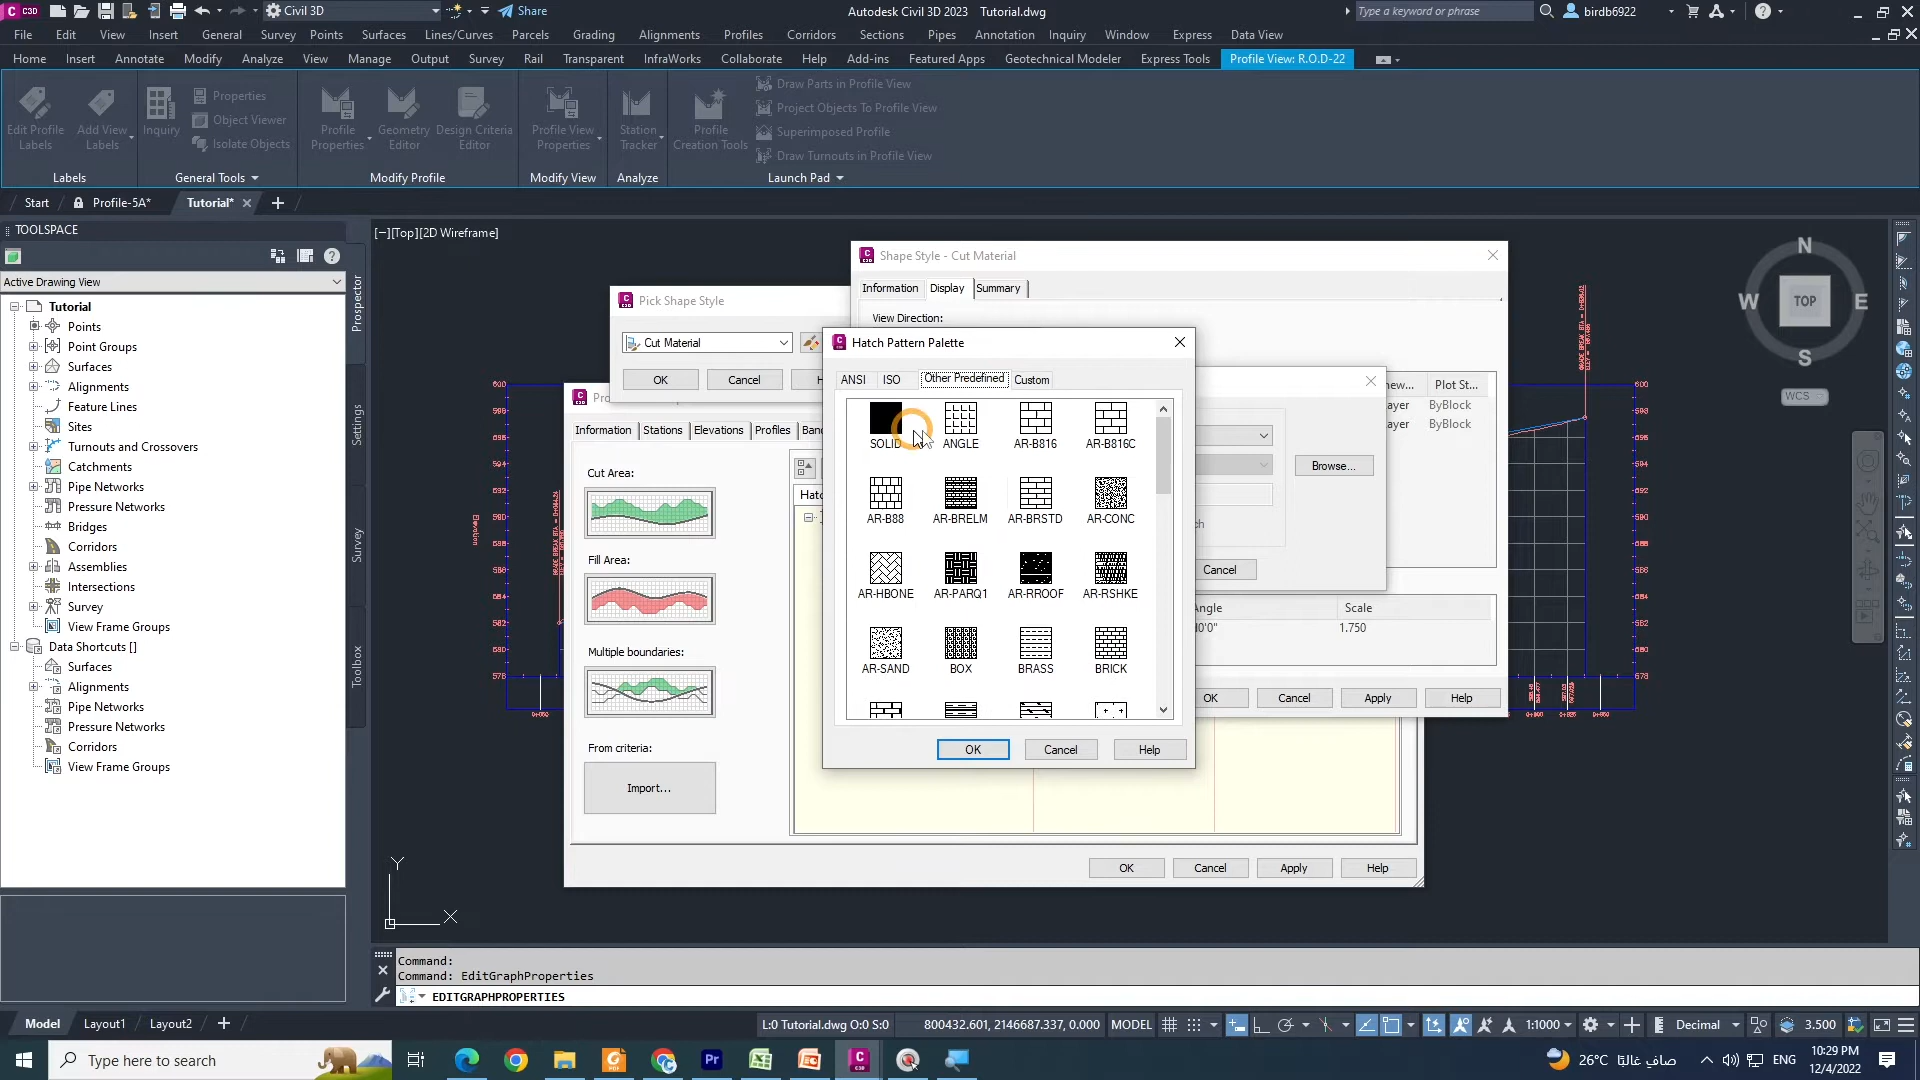 C3D
Civil 3D
Share
Autodesk Civil 3D 2023 Tutorial.dwg
Type a keyword or phrase
birdb6922
File Edit View Insert General Survey Points Surfaces Lines/Curves Parcels Grading Alignments Profiles Corridors Sections Pipes Annotation Inquiry Window Express Data View
Home Insert Annotate Modify Analyze View Manage Output Survey Rail Transparent InfraWorks Collaborate Help Add-ins Featured Apps Geotechnical Modeler Express Tools Profile View: R.O.D-22
Edit Profile Labels
Add View Labels
Inquiry
Properties
Object Viewer
Isolate Objects
Profile Properties
Geometry Editor
Design Criteria Editor
Profile View Properties
Station Tracker
Profile Creation Tools
Draw Parts in Profile View
Project Objects To Profile View
Superimposed Profile
Draw Turnouts in Profile View
Labels
General Tools
Modify Profile
Modify View
Analyze
Launch Pad
Start Profile-5A* Tutorial*
TOOLSPACE
Active Drawing View
Tutorial
Points
Point Groups
Surfaces
Alignments
Feature Lines
Sites
Turnouts and Crossovers
Catchments
Pipe Networks
Pressure Networks
Bridges
Corridors
Assemblies
Intersections
Survey
View Frame Groups
Data Shortcuts []
Surfaces
Alignments
Pipe Networks
Pressure Networks
Corridors
View Frame Groups
Prospector
Settings
Survey
Toolbox
[−][Top][2D Wireframe]
N
W TOP E
S
WCS
Pick Shape Style
Cut Material
OK Cancel
Information Stations Elevations Profiles
Cut Area:
Fill Area:
Multiple boundaries:
From criteria:
Import...
OK Cancel Apply Help
Shape Style - Cut Material
Information Display Summary
View Direction:
Plot St...
ByBlock
ByBlock
Angle Scale
1.750
OK Cancel Apply Help
Browse...
Cancel
Hatch Pattern Palette
ANSI ISO Other Predefined Custom
SOLID ANGLE AR-B816 AR-B816C
AR-B88 AR-BRELM AR-BRSTD AR-CONC
AR-HBONE AR-PARQ1 AR-RROOF AR-RSHKE
AR-SAND BOX BRASS BRICK
OK Cancel Help
Elevation
Y
X
Command:
Command: EditGraphProperties
EDITGRAPHPROPERTIES
Model Layout1 Layout2
L:0 Tutorial.dwg O:0 S:0
800432.601, 2146687.337, 0.000
MODEL
1:1000
Decimal
3.500
Type here to search
26°C صاف غالبًا
ENG
10:29 PM
12/4/2022